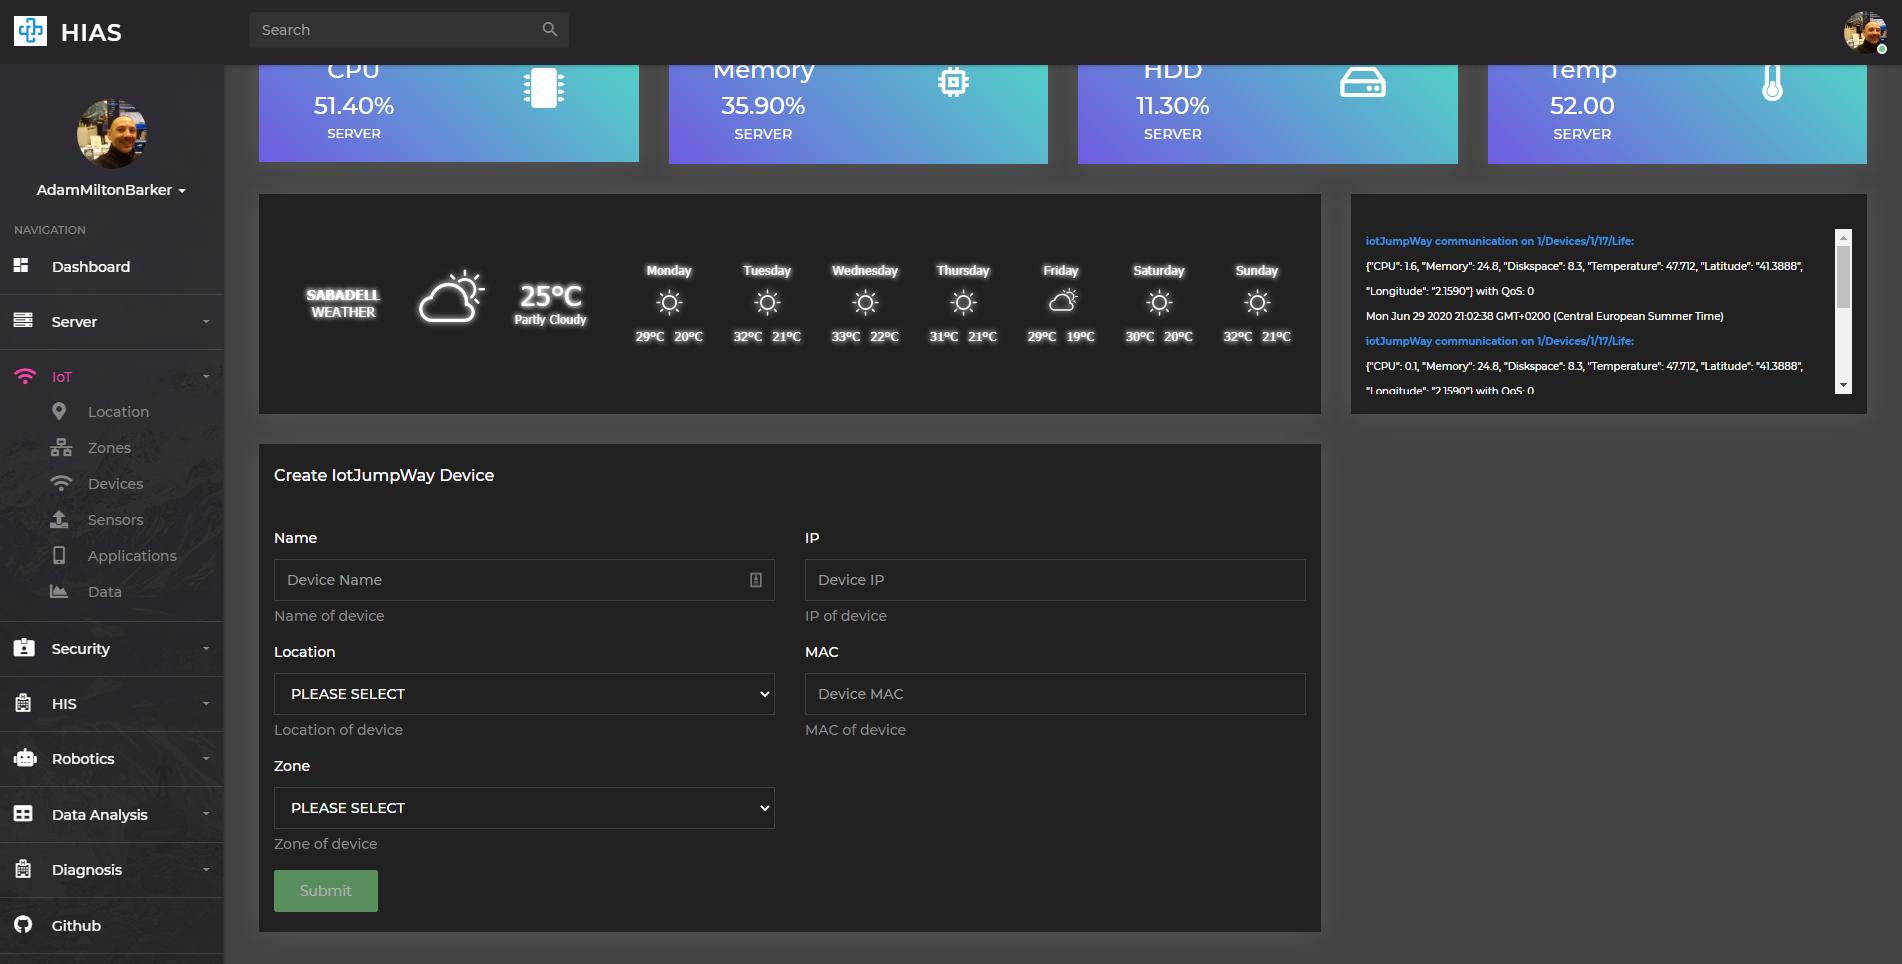 HIAS
Search
AdamMiltonBarker
NAVIGATION
Dashboard
Server
IoT
Location
Zones
Devices
Sensors
Applications
Data
Security
HIS
Robotics
Data Analysis
Diagnosis
Github
CPU
51.40%
SERVER
Memory
35.90%
SERVER
HDD
11.30%
SERVER
Temp
52.00
SERVER
SABADELL
WEATHER
25°C
Partly Cloudy
Monday
29°C 20°C
Tuesday
32°C 21°C
Wednesday
33°C 22°C
Thursday
31°C 21°C
Friday
29°C 19°C
Saturday
30°C 20°C
Sunday
32°C 21°C
iotJumpWay communication on 1/Devices/1/17/Life:
{"CPU": 1.6, "Memory": 24.8, "Diskspace": 8.3, "Temperature": 47.712, "Latitude": "41.3888",
"Longitude": "2.1590"} with QoS: 0
Mon Jun 29 2020 21:02:38 GMT+0200 (Central European Summer Time)
iotJumpWay communication on 1/Devices/1/17/Life:
{"CPU": 0.1, "Memory": 24.8, "Diskspace": 8.3, "Temperature": 47.712, "Latitude": "41.3888",
"Longitude": "2.1590"} with QoS: 0
Create IotJumpWay Device
Name
Device Name
Name of device
IP
Device IP
IP of device
Location
PLEASE SELECT
Location of device
MAC
Device MAC
MAC of device
Zone
PLEASE SELECT
Zone of device
Submit